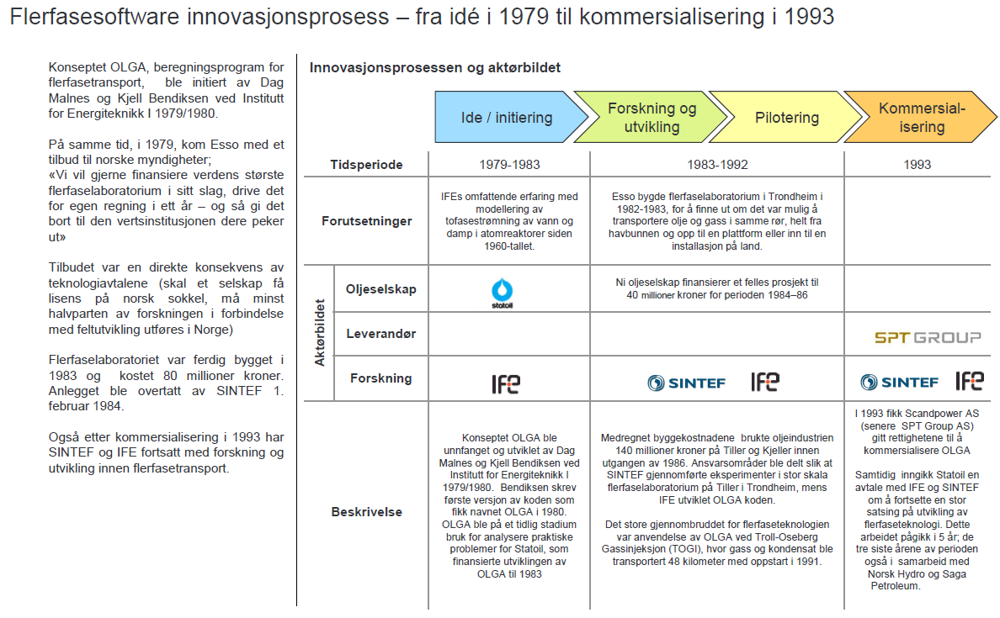 Flerfasesoftware innovasjonsprosess – fra idé i 1979 til kommersialisering i 1993
Konseptet OLGA, beregningsprogram for
flerfasetransport, ble initiert av Dag
Malnes og Kjell Bendiksen ved Institutt
for Energiteknikk I 1979/1980.
På samme tid, i 1979, kom Esso med et
tilbud til norske myndigheter;
«Vi vil gjerne finansiere verdens største
flerfaselaboratorium i sitt slag, drive det
for egen regning i ett år – og så gi det
bort til den vertsinstitusjonen dere peker
ut»
Tilbudet var en direkte konsekvens av
teknologiavtalene (skal et selskap få
lisens på norsk sokkel, må minst
halvparten av forskningen i forbindelse
med feltutvikling utføres i Norge)
Flerfaselaboratoriet var ferdig bygget i
1983 og kostet 80 millioner kroner.
Anlegget ble overtatt av SINTEF 1.
februar 1984.
Også etter kommersialisering i 1993 har
SINTEF og IFE fortsatt med forskning og
utvikling innen flerfasetransport.
Innovasjonsprosessen og aktørbildet
Ide / initiering
Forskning og
utvikling
Pilotering
Kommersial-
isering
Tidsperiode
1979-1983
1983-1992
1993
Forutsetninger
IFEs omfattende erfaring med
modellering av
tofasestrømning av vann og
damp i atomreaktorer siden
1960-tallet.
Esso bygde flerfaselaboratorium i Trondheim i
1982-1983, for å finne ut om det var mulig å
transportere olje og gass i samme rør, helt fra
havbunnen og opp til en plattform eller inn til en
installasjon på land.
Aktørbildet
Oljeselskap
statoil
Ni oljeselskap finansierer et felles prosjekt til
40 millioner kroner for perioden 1984–86
Leverandør
SPT GROUP
Forskning
IFE
SINTEF
IFE
SINTEF
IFE
Beskrivelse
Konseptet OLGA ble
unnfanget og utviklet av Dag
Malnes og Kjell Bendiksen ved
Institutt for Energiteknikk I
1979/1980. Bendiksen skrev
første versjon av koden som
fikk navnet OLGA i 1980.
OLGA ble på et tidlig stadium
bruk for analysere praktiske
problemer for Statoil, som
finansierte utviklingen av
OLGA til 1983
Medregnet byggekostnadene brukte oljeindustrien
140 millioner kroner på Tiller og Kjeller innen
utgangen av 1986. Ansvarsområder ble delt slik at
SINTEF gjennomførte eksperimenter i stor skala
flerfaselaboratorium på Tiller i Trondheim, mens
IFE utviklet OLGA koden.
Det store gjennombruddet for flerfaseteknologien
var anvendelse av OLGA ved Troll-Oseberg
Gassinjeksjon (TOGI), hvor gass og kondensat ble
transportert 48 kilometer med oppstart i 1991.
I 1993 fikk Scandpower AS
(senere SPT Group AS)
gitt rettighetene til å
kommersialisere OLGA
Samtidig inngikk Statoil en
avtale med IFE og SINTEF
om å fortsette en stor
satsing på utvikling av
flerfaseteknologi. Dette
arbeidet pågikk i 5 år; de
tre siste årene av perioden
også i samarbeid med
Norsk Hydro og Saga
Petroleum.